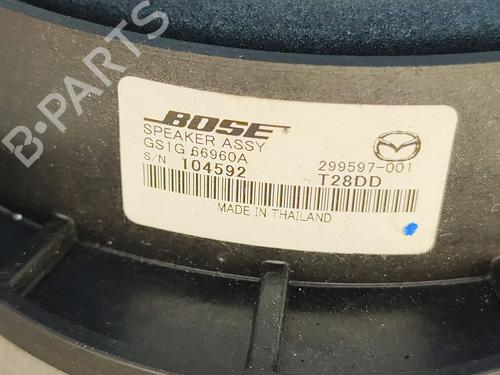 B-PARTS
BOSE
SPEAKER ASSY
GS1G 66960A
S/N 104592
299597-001
T28DD
MADE IN THAILAND